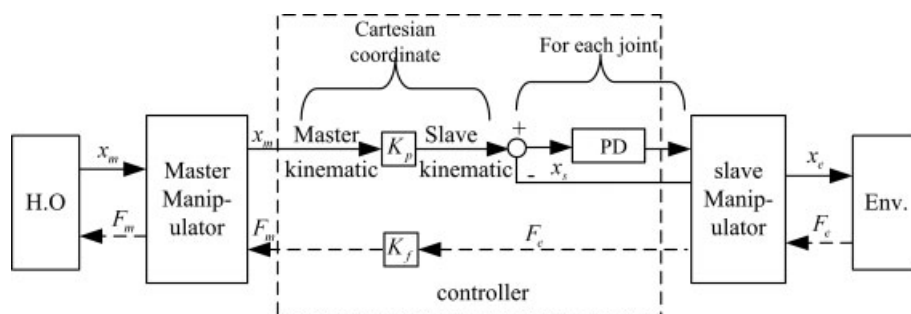 Cartesian
coordinate
For each joint
H.O
x_m
F_m
Master
Manip-
ulator
x_m
F_m
Master
kinematic
K_p
Slave
kinematic
+
-
x_s
PD
K_f
F_e
controller
slave
Manip-
ulator
x_e
F_e
Env.